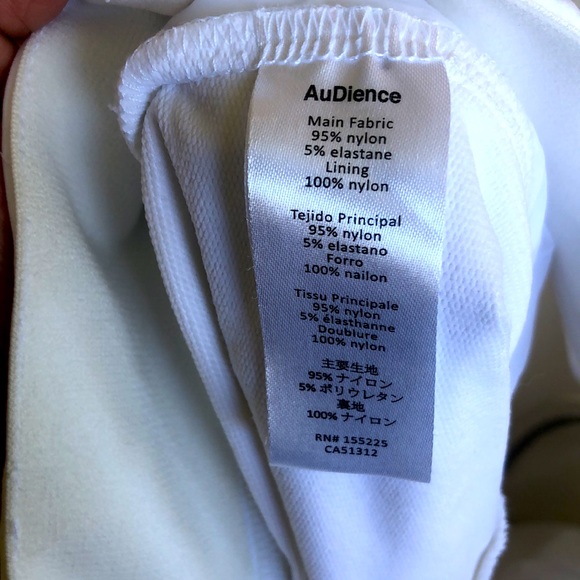 AuDience
Main Fabric
95% nylon
5% elastane
Lining
100% nylon
Tejido Principal
95% nylon
5% elastano
Forro
100% nailon
Tissu Principale
95% nylon
5% élasthanne
Doublure
100% nylon
主要生地
95% ナイロン
5% ポリウレタン
裏地
100% ナイロン
RN# 155225
CA51312